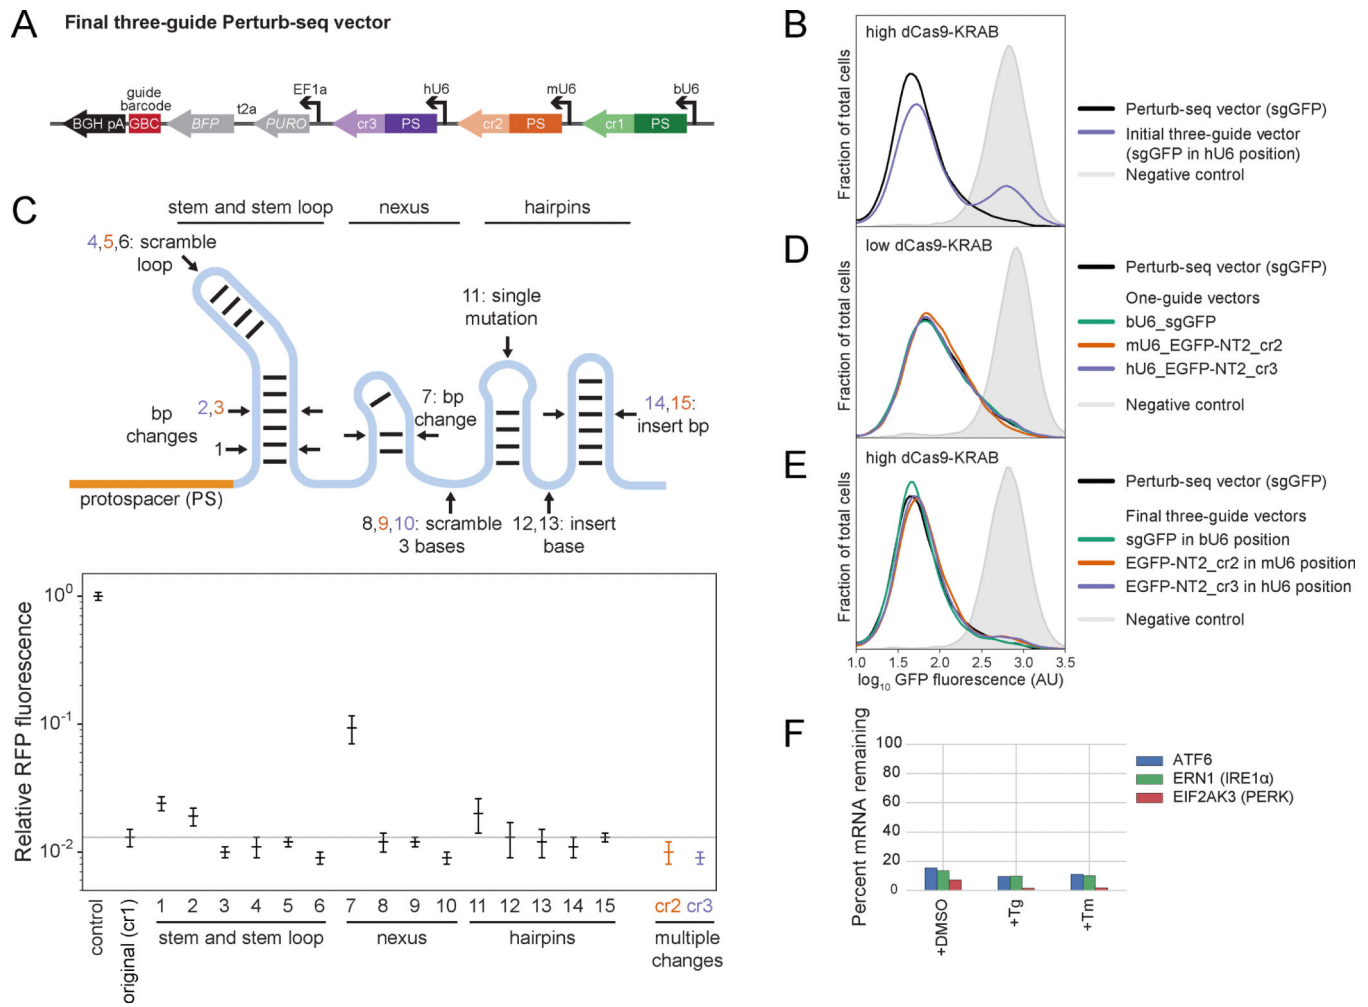 A
Final three-guide Perturb-seq vector
BGH pA
guide
barcode
GBC
BFP
t2a
PURO
EF1a
cr3
PS
hU6
cr2
PS
mU6
cr1
PS
bU6
B
high dCas9-KRAB
Fraction of total cells
Perturb-seq vector (sgGFP)
Initial three-guide vector
(sgGFP in hU6 position)
Negative control
C
stem and stem loop
nexus
hairpins
4,5,6: scramble
loop
11: single
mutation
bp
changes
2,3
1
7: bp
change
14,15:
insert bp
protospacer (PS)
8,9,10: scramble
3 bases
12,13: insert
base
Relative RFP fluorescence
10⁰
10⁻¹
10⁻²
control
original (cr1)
1 2 3 4 5 6 7 8 9 10 11 12 13 14 15 cr2 cr3
stem and stem loop
nexus
hairpins
multiple
changes
D
low dCas9-KRAB
Fraction of total cells
Perturb-seq vector (sgGFP)
One-guide vectors
bU6_sgGFP
mU6_EGFP-NT2_cr2
hU6_EGFP-NT2_cr3
Negative control
E
high dCas9-KRAB
Fraction of total cells
1.0 1.5 2.0 2.5 3.0 3.5
log₁₀ GFP fluorescence (AU)
Perturb-seq vector (sgGFP)
Final three-guide vectors
sgGFP in bU6 position
EGFP-NT2_cr2 in mU6 position
EGFP-NT2_cr3 in hU6 position
Negative control
F
Percent mRNA remaining
100
80
60
40
20
0
+DMSO
+Tg
+Tm
ATF6
ERN1 (IRE1α)
EIF2AK3 (PERK)